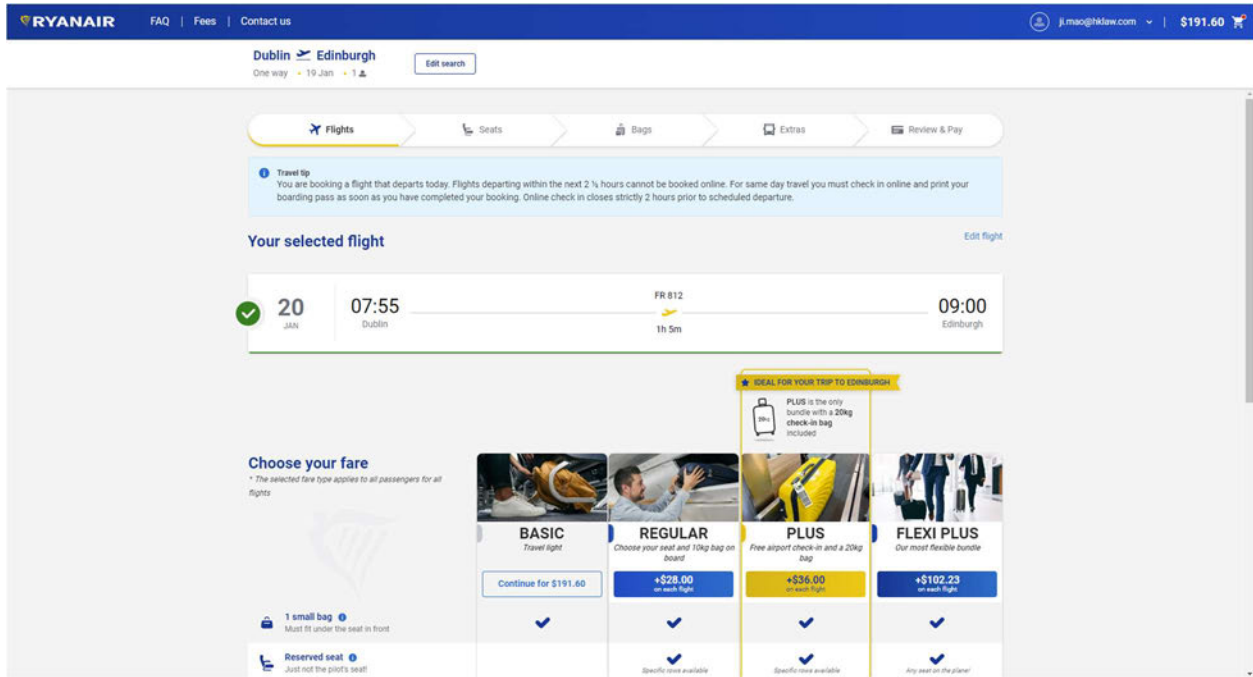 RYANAIR FAQ | Fees | Contact us ji.mao@hklaw.com | $191.60
Dublin Edinburgh
One way • 19 Jan • 1
Edit search
Flights Seats Bags Extras Review & Pay
Travel tip
You are booking a flight that departs today. Flights departing within the next 2 ½ hours cannot be booked online. For same day travel you must check in online and print your
boarding pass as soon as you have completed your booking. Online check in closes strictly 2 hours prior to scheduled departure.
Your selected flight
Edit flight
20
JAN
07:55
Dublin
FR 812
1h 5m
09:00
Edinburgh
IDEAL FOR YOUR TRIP TO EDINBURGH
20KG
PLUS is the only
bundle with a 20kg
check-in bag
included
Choose your fare
* The selected fare type applies to all passengers for all
flights
BASIC
Travel light
Continue for $191.60
REGULAR
Choose your seat and 10kg bag on
board
+$28.00
on each flight
PLUS
Free airport check-in and a 20kg
bag
+$36.00
on each flight
FLEXI PLUS
Our most flexible bundle
+$102.23
on each flight
1 small bag
Must fit under the seat in front
Reserved seat
Just not the pilot's seat!
Specific rows available
Specific rows available
Any seat on the plane!